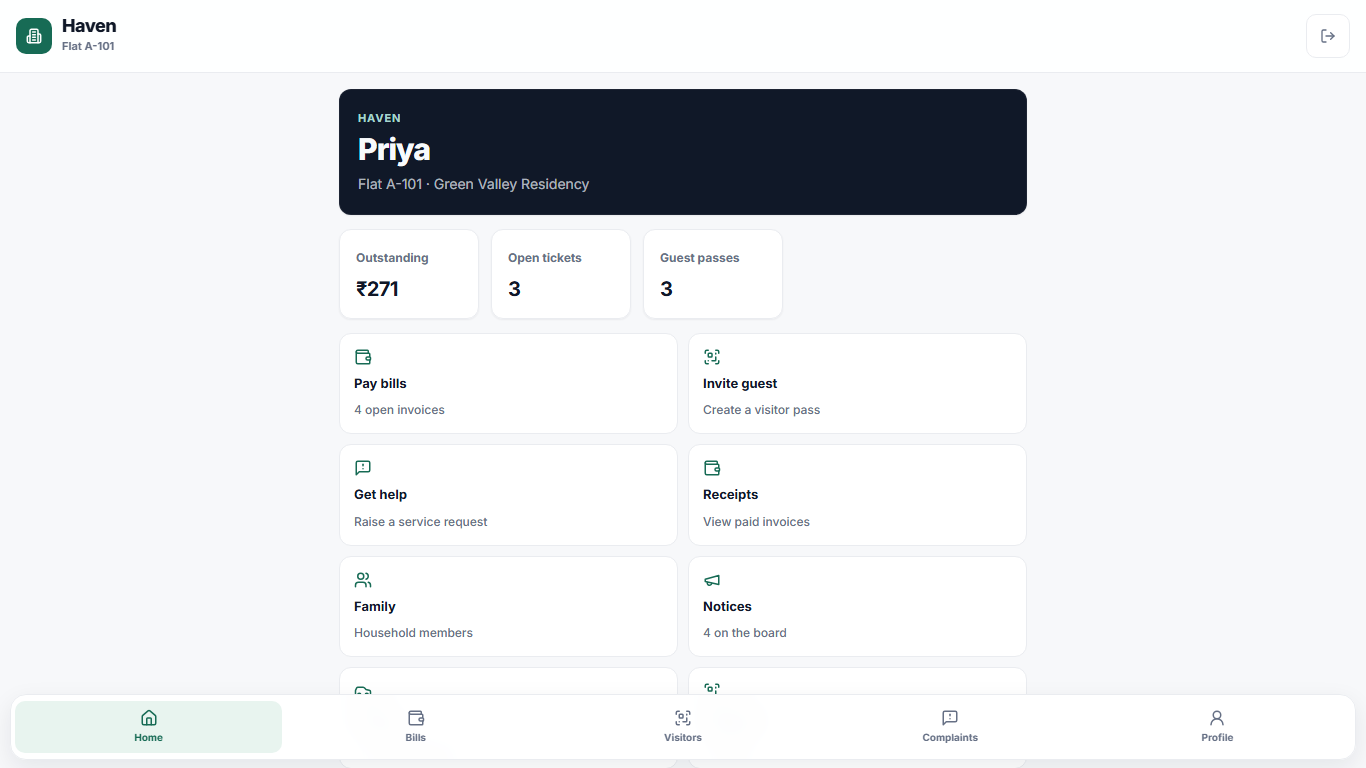 Haven
Flat A-101
HAVEN
Priya
Flat A-101 · Green Valley Residency
Outstanding
₹271
Open tickets
3
Guest passes
3
Pay bills
4 open invoices
Invite guest
Create a visitor pass
Get help
Raise a service request
Receipts
View paid invoices
Family
Household members
Notices
4 on the board
Home
Bills
Visitors
Complaints
Profile